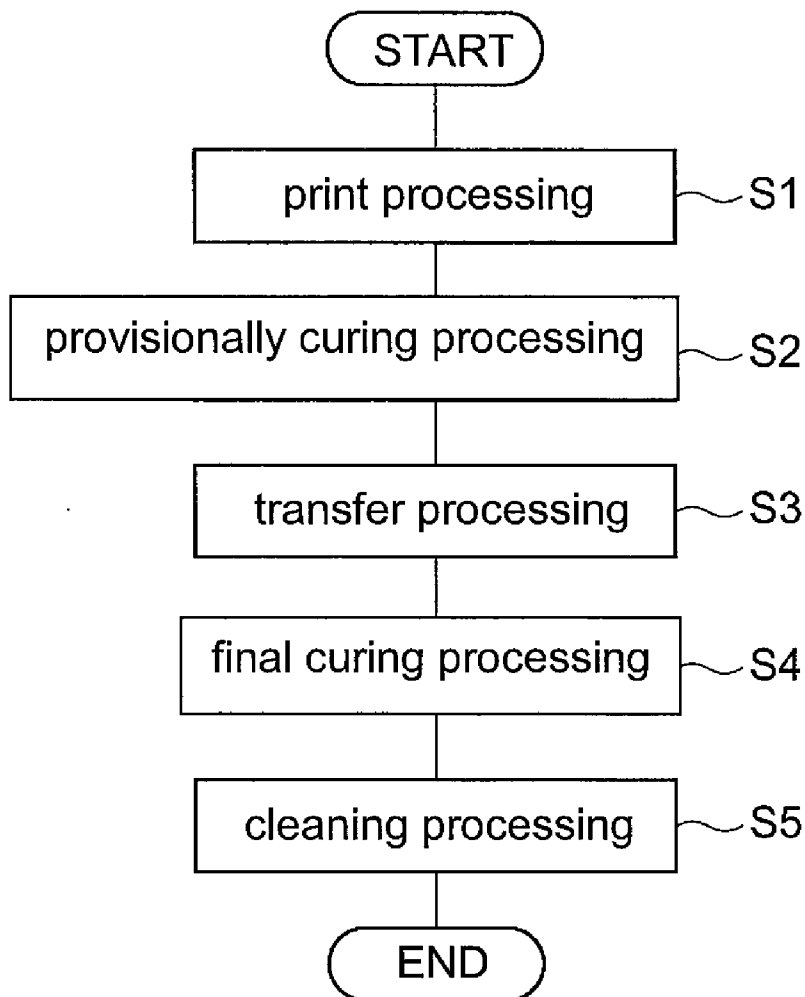 START
print processing
S1
provisionally curing processing
S2
transfer processing
S3
final curing processing
S4
cleaning processing
S5
END